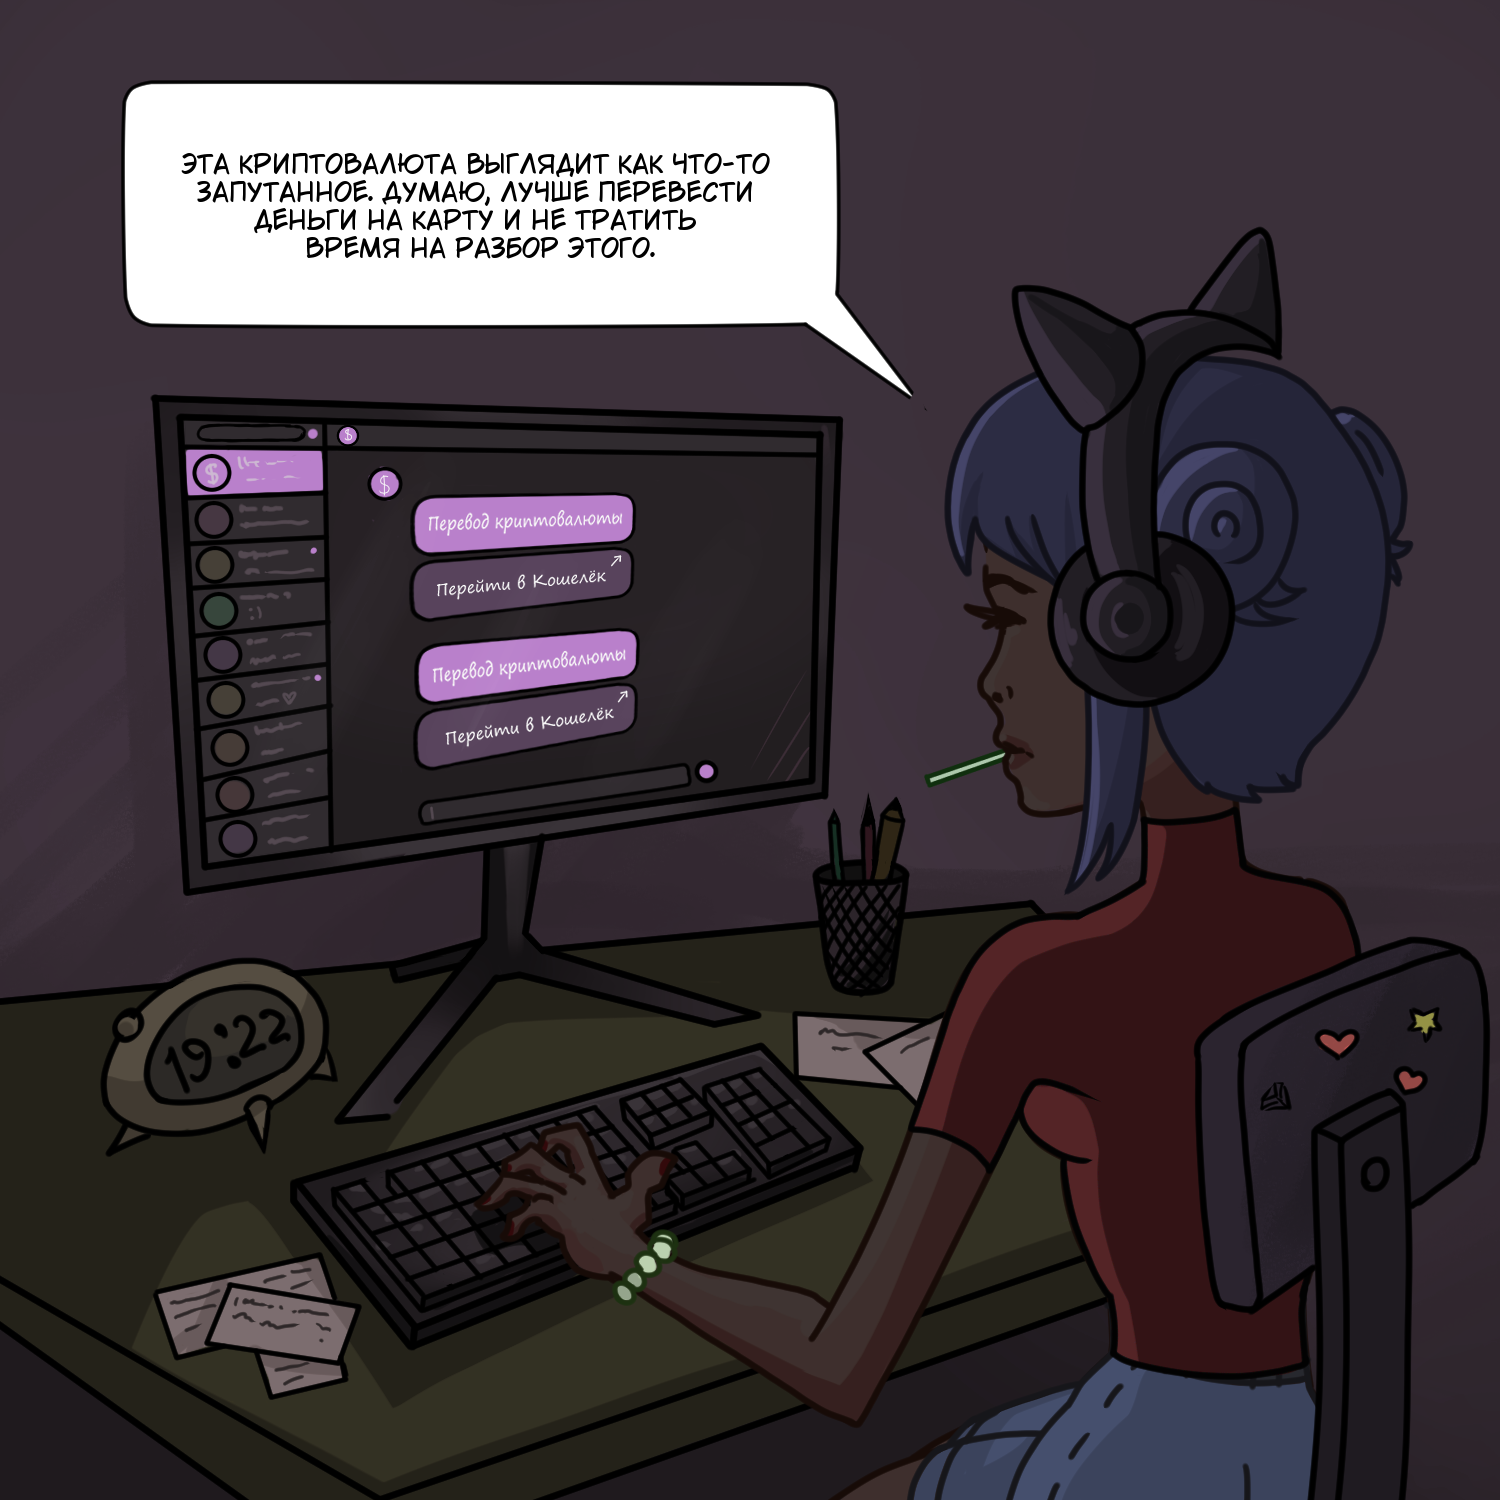 ЭТА КРИПТОВАЛЮТА ВЫГЛЯДИТ КАК ЧТО-ТО
ЗАПУТАННОЕ. ДУМАЮ, ЛУЧШЕ ПЕРЕВЕСТИ
ДЕНЬГИ НА КАРТУ И НЕ ТРАТИТЬ
ВРЕМЯ НА РАЗБОР ЭТОГО.
$
$
$
Перевод криптовалюты
Перейти в Кошелёк
:)
Перевод криптовалюты
Перейти в Кошелёк
19:22